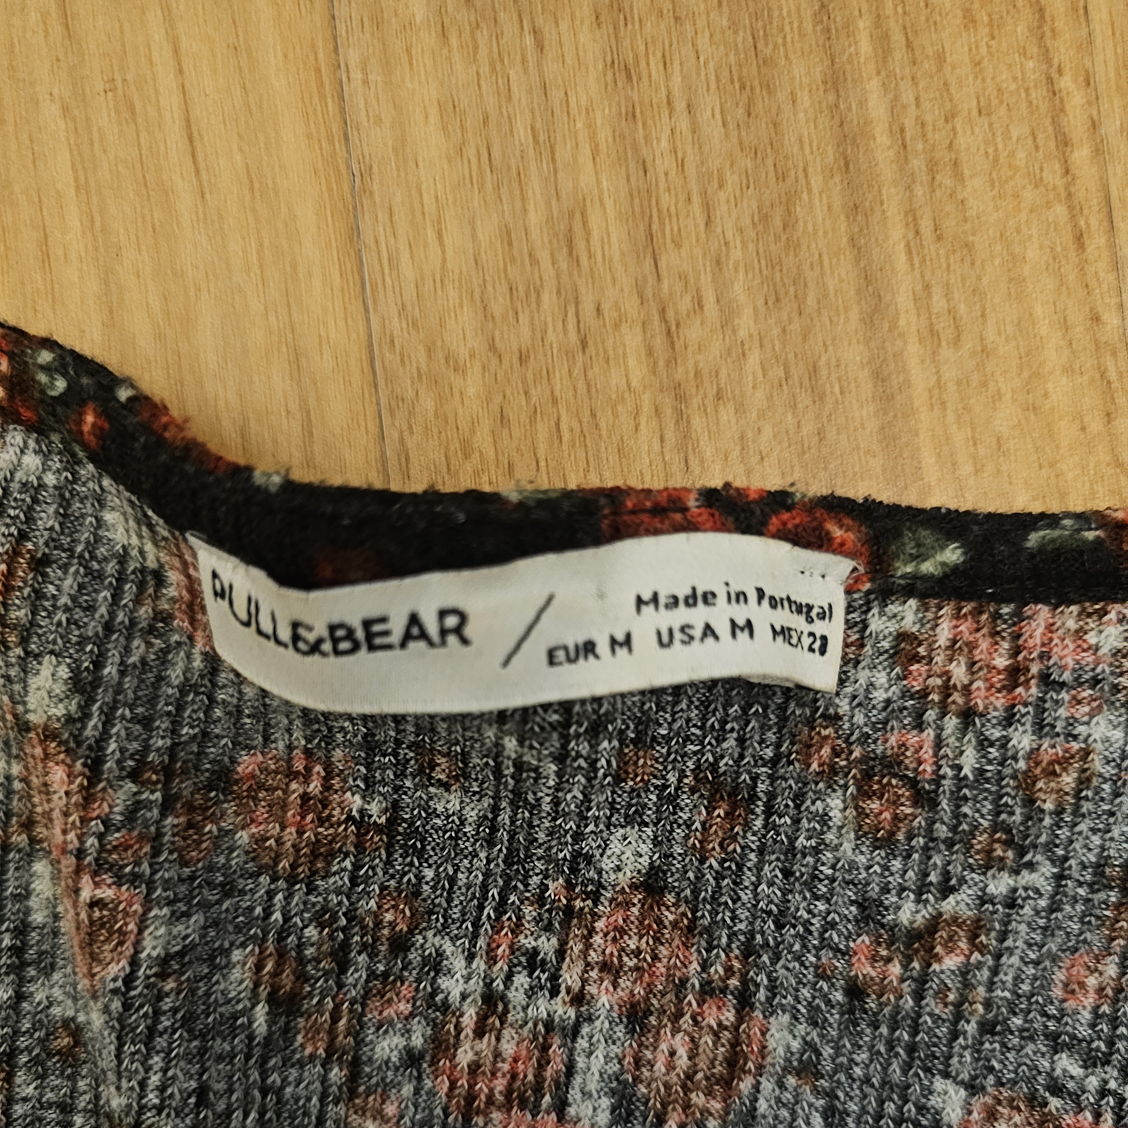 PULL&BEAR /
Made in Portugal
EUR M USA M MEX 28